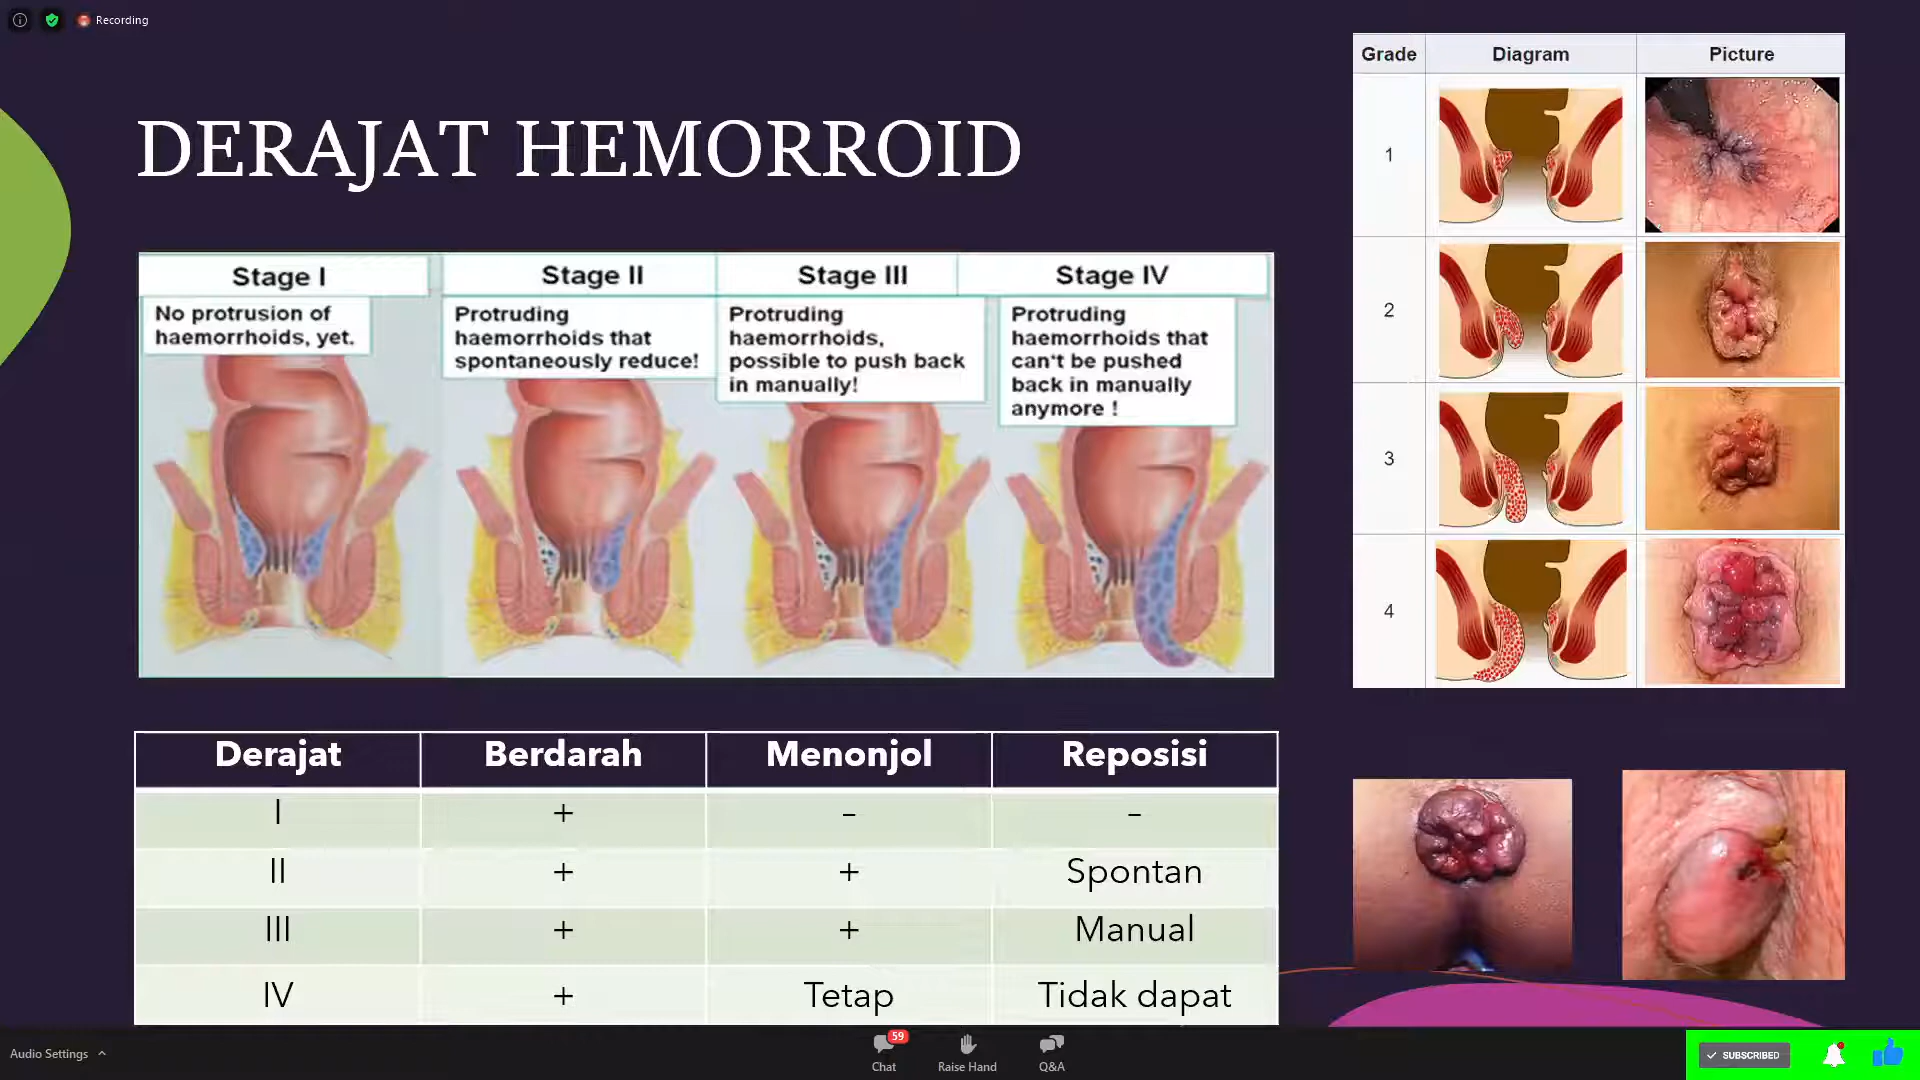 Recording
DERAJAT HEMORROID
Stage I
Stage II
Stage III
Stage IV
No protrusion of
haemorrhoids, yet.
Protruding
haemorrhoids that
spontaneously reduce!
Protruding
haemorrhoids,
possible to push back
in manually!
Protruding
haemorrhoids that
can't be pushed
back in manually
anymore !
Grade Diagram Picture
1
2
3
4
Derajat Berdarah Menonjol Reposisi
I + – –
II + + Spontan
III + + Manual
IV + Tetap Tidak dapat
Audio Settings
59
Chat
Raise Hand
Q&A
SUBSCRIBED